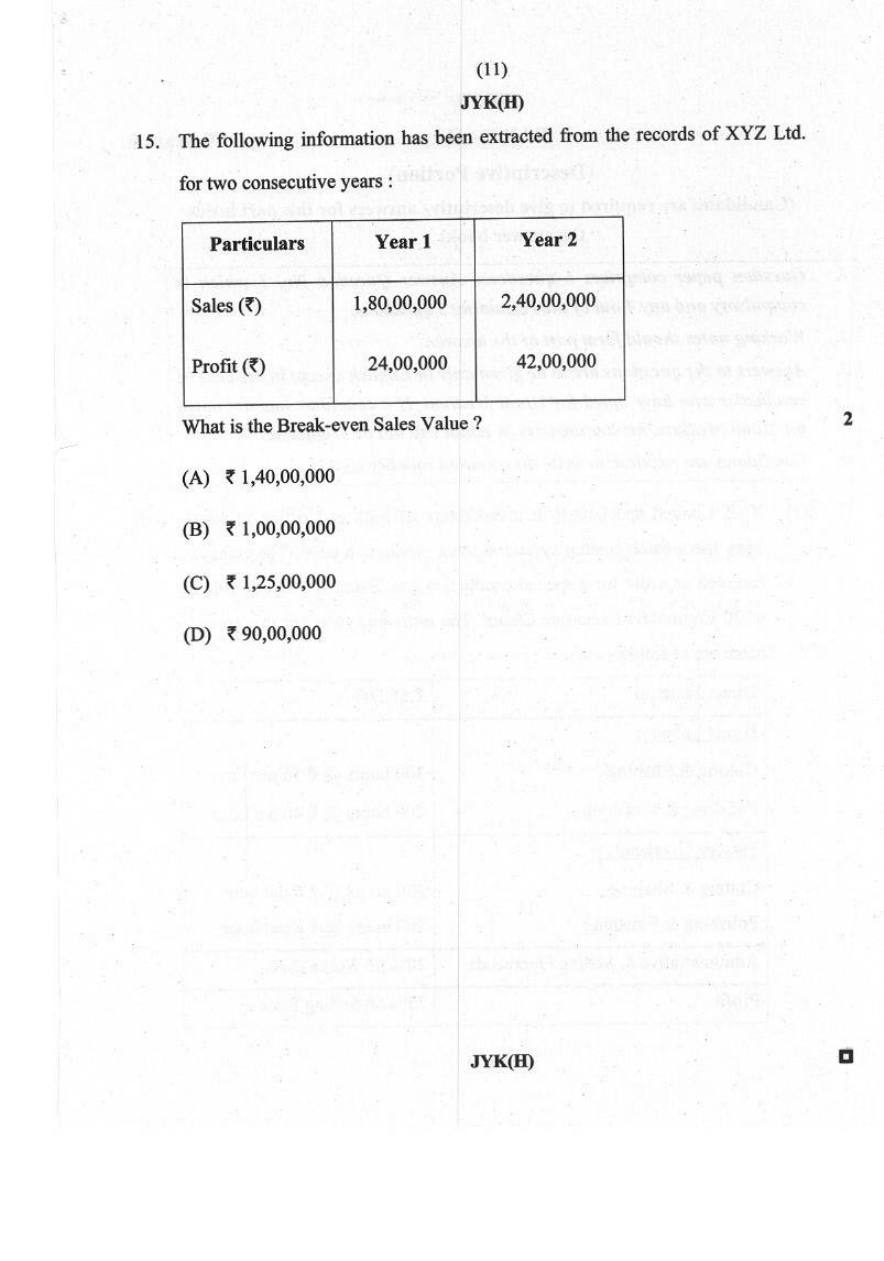 (11)
JYK(H)
15. The following information has been extracted from the records of XYZ Ltd.
for two consecutive years :
Particulars Year 1 Year 2
Sales (₹) 1,80,00,000 2,40,00,000
Profit (₹) 24,00,000 42,00,000
What is the Break-even Sales Value ? 2
(A) ₹ 1,40,00,000
(B) ₹ 1,00,00,000
(C) ₹ 1,25,00,000
(D) ₹ 90,00,000
JYK(H)